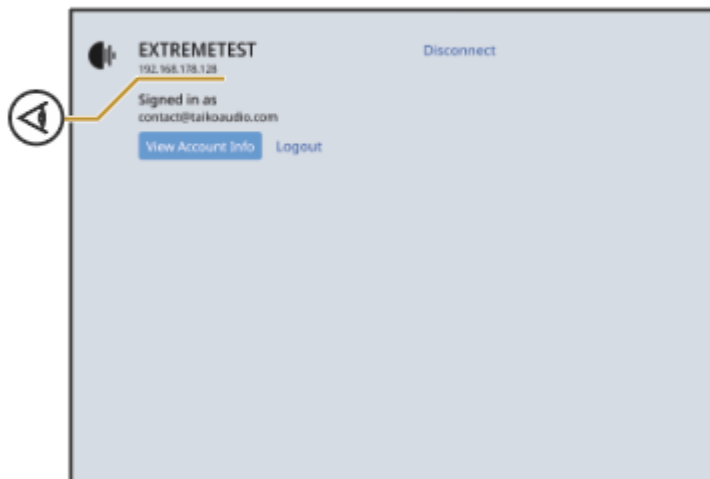 EXTREMETEST
Disconnect
192.168.178.128
Signed in as
contact@taikoaudio.com
View Account Info
Logout